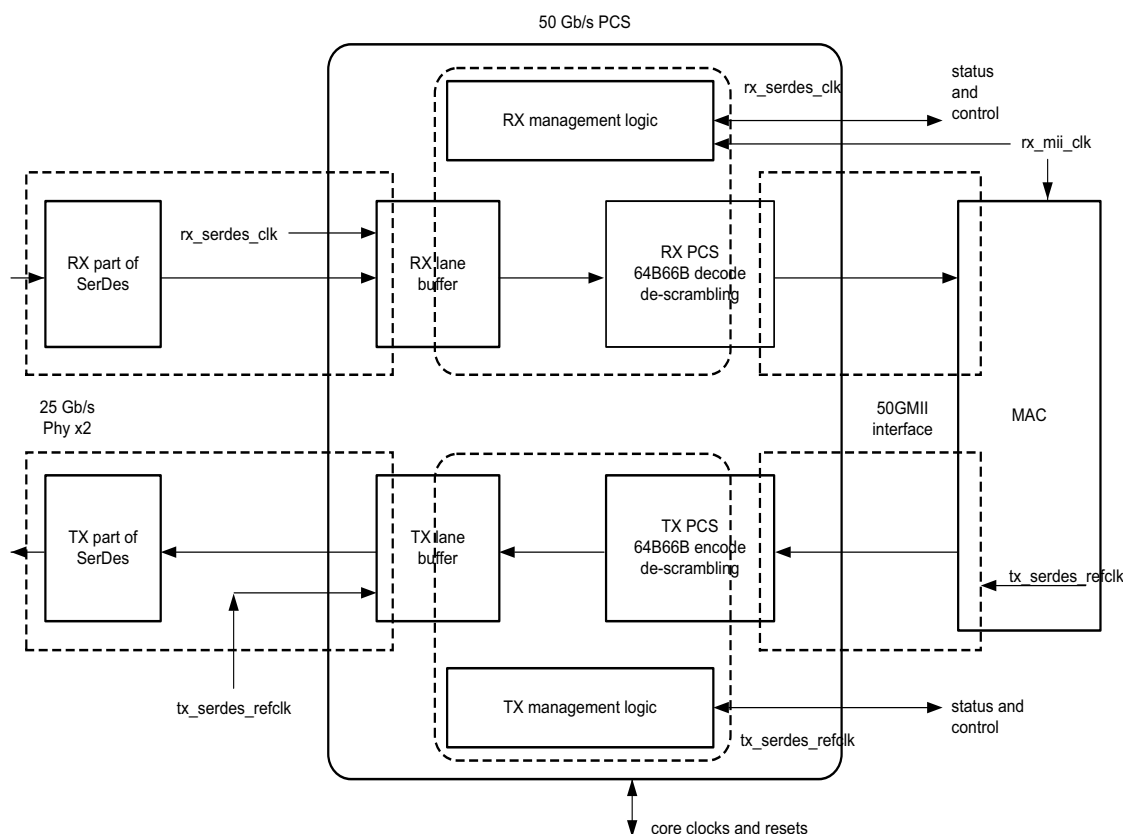 50 Gb/s PCS
RX management logic
rx_serdes_clk
status
and
control
rx_mii_clk
RX part of
SerDes
rx_serdes_clk
RX lane
buffer
RX PCS
64B66B decode
de-scrambling
25 Gb/s
Phy x2
50GMII
interface
MAC
TX part of
SerDes
TX lane
buffer
TX PCS
64B66B encode
de-scrambling
tx_serdes_refclk
tx_serdes_refclk
TX management logic
tx_serdes_refclk
status and
control
core clocks and resets